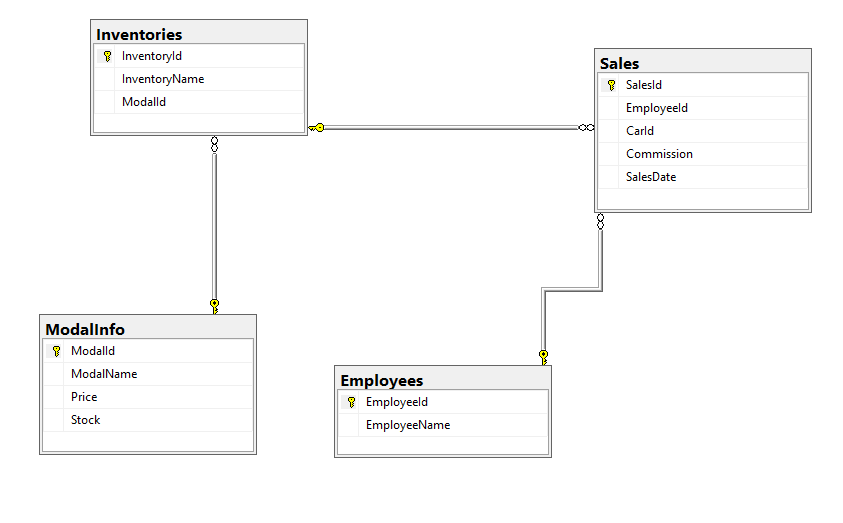 Inventories
InventoryId
InventoryName
ModalId
Sales
SalesId
EmployeeId
CarId
Commission
SalesDate
ModalInfo
ModalId
ModalName
Price
Stock
Employees
EmployeeId
EmployeeName